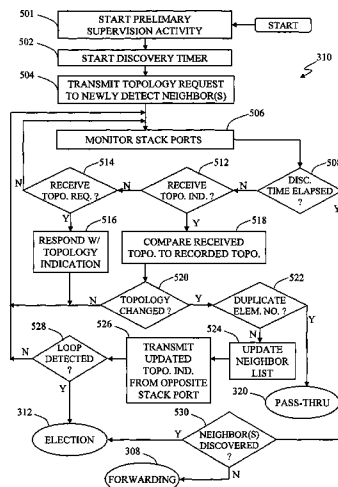 501
START PRELIMARY
SUPERVISION ACTIVITY
START
502
START DISCOVERY TIMER
310
504
TRANSMIT TOPOLOGY REQUEST
TO NEWLY DETECT NEIGHBOR(S)
506
MONITOR STACK PORTS
514
512
508
N
RECEIVE
TOPO. REQ. ?
N
RECEIVE
TOPO. IND. ?
N
DISC.
TIME ELAPSED
?
Y
Y
Y
516
518
RESPOND W/
TOPOLOGY
INDICATION
COMPARE RECEIVED
TOPO. TO RECORDED TOPO.
520
522
N
TOPOLOGY
CHANGED ?
Y
DUPLICATE
ELEM. NO. ?
528
526
N
Y
N
LOOP
DETECTED
?
TRANSMIT
UPDATED
TOPO. IND.
FROM OPPOSITE
STACK PORT
524
UPDATE
NEIGHBOR
LIST
Y
312
530
320
PASS-THRU
ELECTION
Y
NEIGHBOR(S)
DISCOVERED
?
308
N
FORWARDING